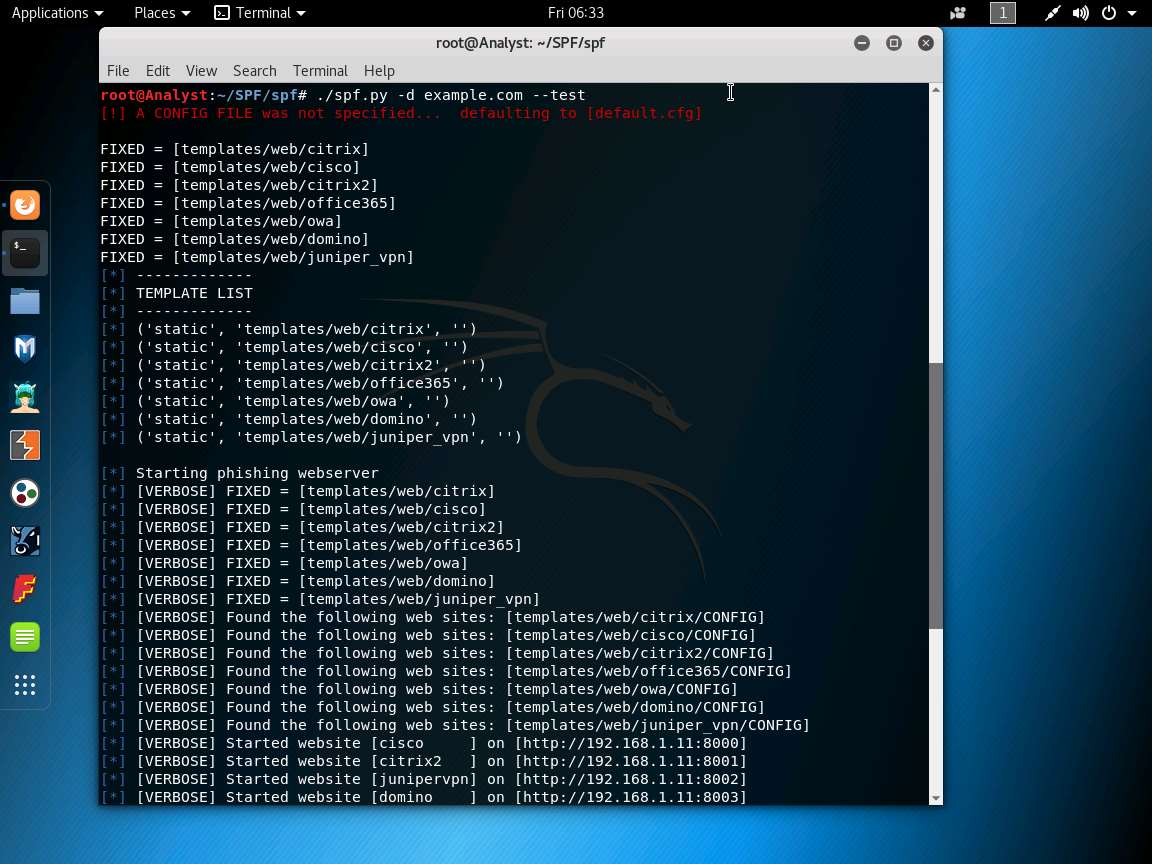 Applications Places Terminal Fri 06:33 1
root@Analyst: ~/SPF/spf
File Edit View Search Terminal Help
root@Analyst:~/SPF/spf# ./spf.py -d example.com --test
[!] A CONFIG FILE was not specified...  defaulting to [default.cfg]
FIXED = [templates/web/citrix]
FIXED = [templates/web/cisco]
FIXED = [templates/web/citrix2]
FIXED = [templates/web/office365]
FIXED = [templates/web/owa]
FIXED = [templates/web/domino]
FIXED = [templates/web/juniper_vpn]
[*] -------------
[*] TEMPLATE LIST
[*] -------------
[*] ('static', 'templates/web/citrix', '')
[*] ('static', 'templates/web/cisco', '')
[*] ('static', 'templates/web/citrix2', '')
[*] ('static', 'templates/web/office365', '')
[*] ('static', 'templates/web/owa', '')
[*] ('static', 'templates/web/domino', '')
[*] ('static', 'templates/web/juniper_vpn', '')
[*] Starting phishing webserver
[*] [VERBOSE] FIXED = [templates/web/citrix]
[*] [VERBOSE] FIXED = [templates/web/cisco]
[*] [VERBOSE] FIXED = [templates/web/citrix2]
[*] [VERBOSE] FIXED = [templates/web/office365]
[*] [VERBOSE] FIXED = [templates/web/owa]
[*] [VERBOSE] FIXED = [templates/web/domino]
[*] [VERBOSE] FIXED = [templates/web/juniper_vpn]
[*] [VERBOSE] Found the following web sites: [templates/web/citrix/CONFIG]
[*] [VERBOSE] Found the following web sites: [templates/web/cisco/CONFIG]
[*] [VERBOSE] Found the following web sites: [templates/web/citrix2/CONFIG]
[*] [VERBOSE] Found the following web sites: [templates/web/office365/CONFIG]
[*] [VERBOSE] Found the following web sites: [templates/web/owa/CONFIG]
[*] [VERBOSE] Found the following web sites: [templates/web/domino/CONFIG]
[*] [VERBOSE] Found the following web sites: [templates/web/juniper_vpn/CONFIG]
[*] [VERBOSE] Started website [cisco     ] on [http://192.168.1.11:8000]
[*] [VERBOSE] Started website [citrix2   ] on [http://192.168.1.11:8001]
[*] [VERBOSE] Started website [junipervpn] on [http://192.168.1.11:8002]
[*] [VERBOSE] Started website [domino    ] on [http://192.168.1.11:8003]